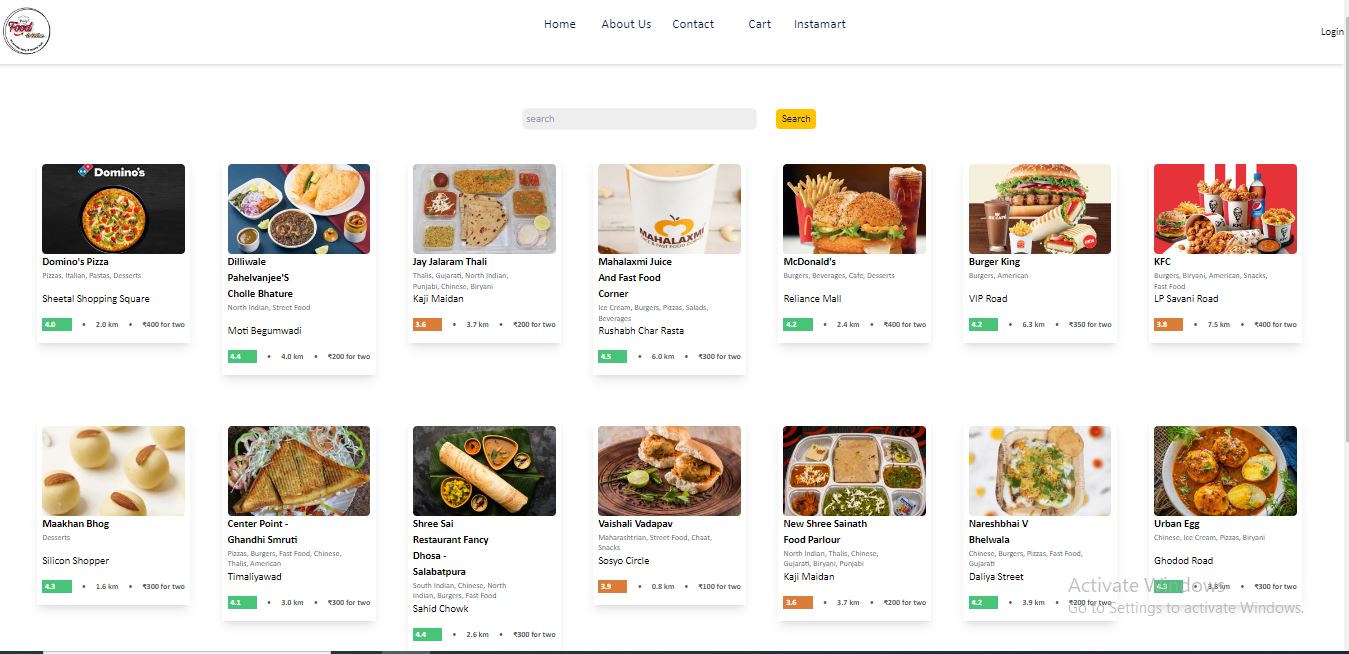 Food
Home About Us Contact Cart Instamart
Login
search Search
Domino's
Domino's Pizza
Pizzas, Italian, Pastas, Desserts
Sheetal Shopping Square
4.0 • 2.0 km • ₹400 for two
Dilliwale
Pahelvanjee'S
Cholle Bhature
North Indian, Street Food
Moti Begumwadi
4.4 • 4.0 km • ₹200 for two
Jay Jalaram Thali
Thalis, Gujarati, North Indian,
Punjabi, Chinese, Biryani
Kaji Maidan
3.6 • 3.7 km • ₹200 for two
MAHALAXMI
Mahalaxmi Juice
And Fast Food
Corner
Ice Cream, Burgers, Pizzas, Salads,
Beverages
Rushabh Char Rasta
4.5 • 6.0 km • ₹300 for two
McDonald's
Burgers, Beverages, Cafe, Desserts
Reliance Mall
4.2 • 2.4 km • ₹400 for two
Burger King
Burgers, American
VIP Road
4.2 • 6.3 km • ₹350 for two
KFC
KFC
Burgers, Biryani, American, Snacks,
Fast Food
LP Savani Road
3.8 • 7.5 km • ₹400 for two
Maakhan Bhog
Desserts
Silicon Shopper
4.3 • 1.6 km • ₹300 for two
Center Point -
Ghandhi Smruti
Pizzas, Burgers, Fast Food, Chinese,
Thalis, American
Timaliyawad
4.1 • 3.0 km • ₹300 for two
Shree Sai
Restaurant Fancy
Dhosa -
Salabatpura
South Indian, Chinese, North
Indian, Burgers, Fast Food
Sahid Chowk
4.4 • 2.6 km • ₹300 for two
Vaishali Vadapav
Maharashtrian, Street Food, Chaat,
Snacks
Sosyo Circle
3.9 • 0.8 km • ₹100 for two
New Shree Sainath
Food Parlour
North Indian, Thalis, Chinese,
Gujarati, Biryani, Punjabi
Kaji Maidan
3.6 • 3.7 km • ₹200 for two
Nareshbhai V
Bhelwala
Chinese, Burgers, Pizzas, Fast Food,
Gujarati
Daliya Street
4.2 • 3.9 km • ₹200 for two
Urban Egg
Chinese, Ice Cream, Pizzas, Biryani
Ghodod Road
4.3 • 3.8 km • ₹300 for two
Activate Windows
Go to Settings to activate Windows.